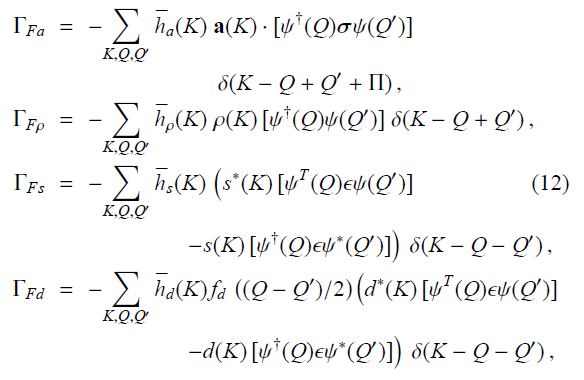 Γ_{Fa} = − ∑_{K,Q,Q′} h̅_a(K) **a**(K) · [ψ†(Q)**σ**ψ(Q′)]
δ(K − Q + Q′ + Π) ,
Γ_{Fρ} = − ∑_{K,Q,Q′} h̅_ρ(K) ρ(K) [ψ†(Q)ψ(Q′)] δ(K − Q + Q′) ,
Γ_{Fs} = − ∑_{K,Q,Q′} h̅_s(K) (s*(K) [ψ^T(Q)ϵψ(Q′)] (12)
−s(K) [ψ†(Q)ϵψ*(Q′)]) δ(K − Q − Q′) ,
Γ_{Fd} = − ∑_{K,Q,Q′} h̅_d(K) f_d ((Q − Q′)/2) (d*(K) [ψ^T(Q)ϵψ(Q′)]
−d(K) [ψ†(Q)ϵψ*(Q′)]) δ(K − Q − Q′) ,